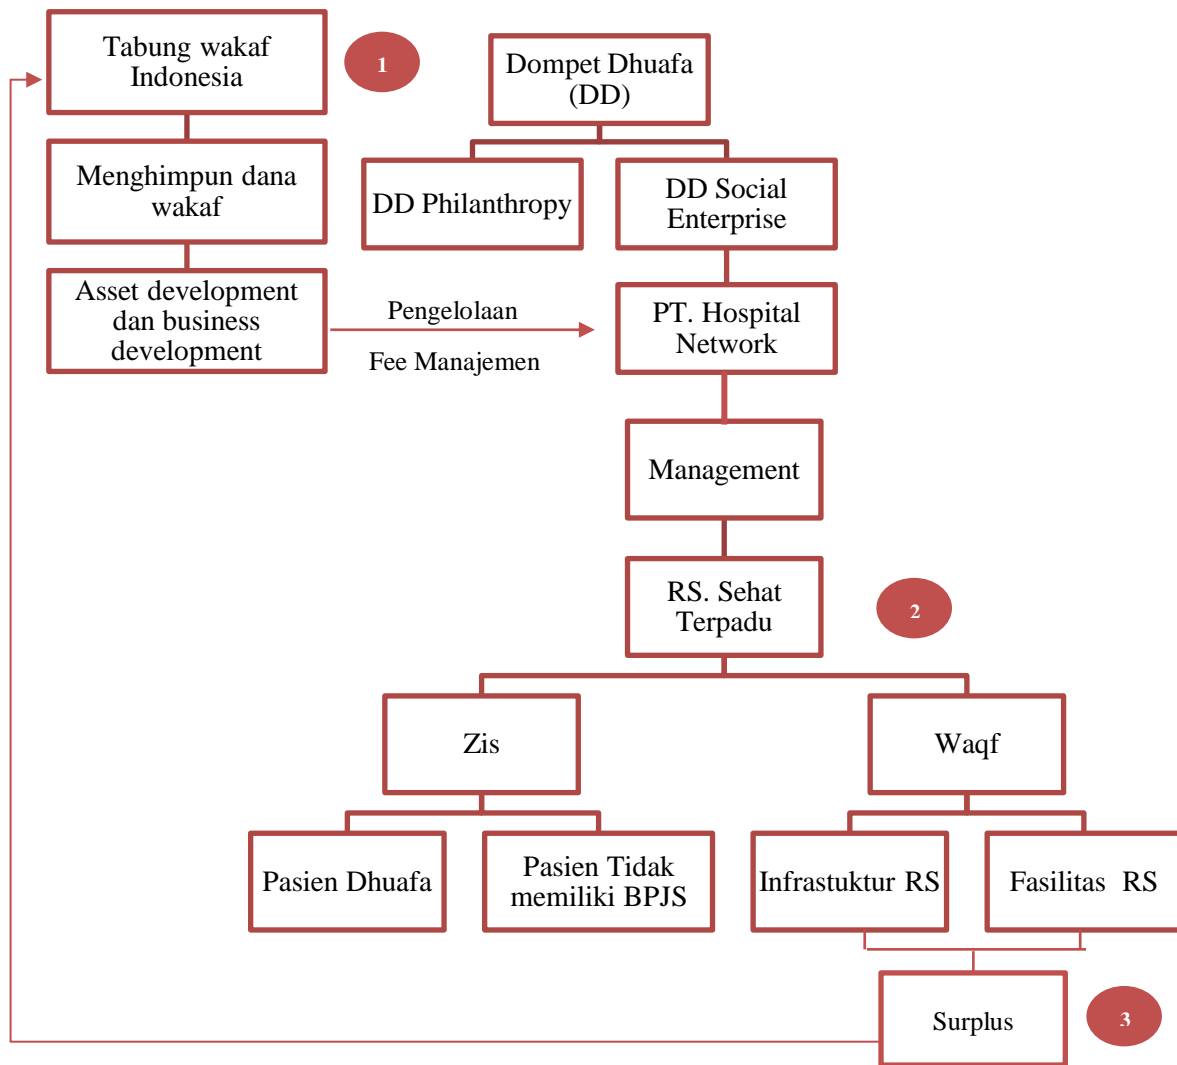 Tabung wakaf
Indonesia
1
Dompet Dhuafa
(DD)
Menghimpun dana
wakaf
DD Philanthropy
DD Social
Enterprise
Asset development
dan business
development
Pengelolaan
Fee Manajemen
PT. Hospital
Network
Management
RS. Sehat
Terpadu
2
Zis
Waqf
Pasien Dhuafa
Pasien Tidak
memiliki BPJS
Infrastuktur RS
Fasilitas RS
Surplus
3